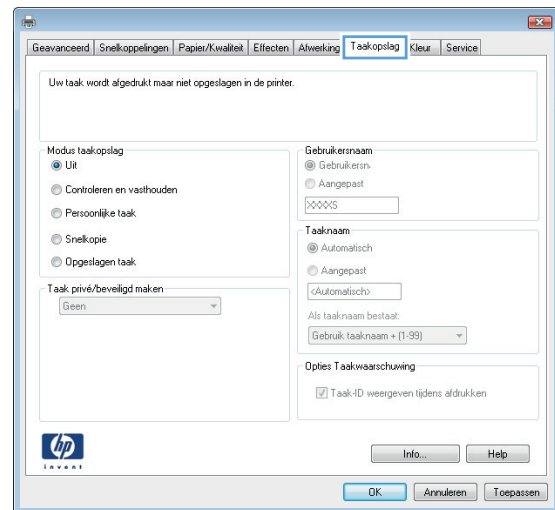 Geavanceerd Snelkoppelingen Papier/Kwaliteit Effecten Afwerking Taakopslag Kleur Service
Uw taak wordt afgedrukt maar niet opgeslagen in de printer.
Modus taakopslag
Uit
Controleren en vasthouden
Persoonlijke taak
Snelkopie
Opgeslagen taak
Taak privé/beveiligd maken
Geen
Gebruikersnaam
Gebruikersn.
Aangepast
XXXXS
Taaknaam
Automatisch
Aangepast
<Automatisch>
Als taaknaam bestaat:
Gebruik taaknaam + (1-99)
Opties Taakwaarschuwing
Taak-ID weergeven tijdens afdrukken
hp
invent
Info... Help
OK Annuleren Toepassen